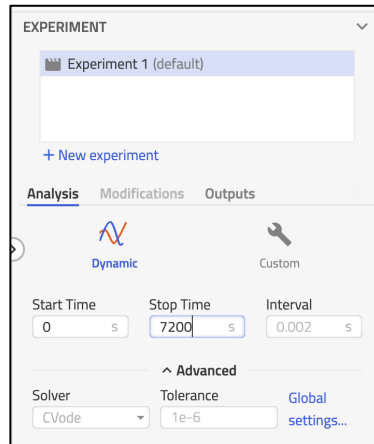 EXPERIMENT
Experiment 1 (default)
+ New experiment
Analysis Modifications Outputs
Dynamic Custom
Start Time Stop Time Interval
0 s 7200 s 0.002 s
Advanced
Solver Tolerance Global
CVode 1e-6 settings...